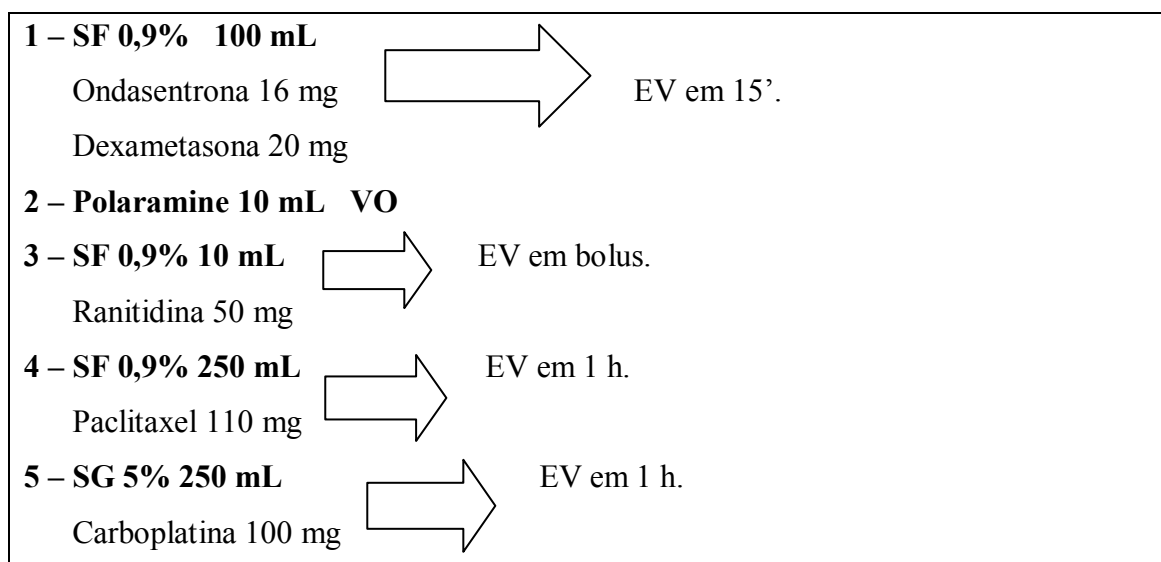 1 – SF 0,9% 100 mL
Ondasentrona 16 mg EV em 15’.
Dexametasona 20 mg
2 – Polaramine 10 mL VO
3 – SF 0,9% 10 mL EV em bolus.
Ranitidina 50 mg
4 – SF 0,9% 250 mL EV em 1 h.
Paclitaxel 110 mg
5 – SG 5% 250 mL EV em 1 h.
Carboplatina 100 mg